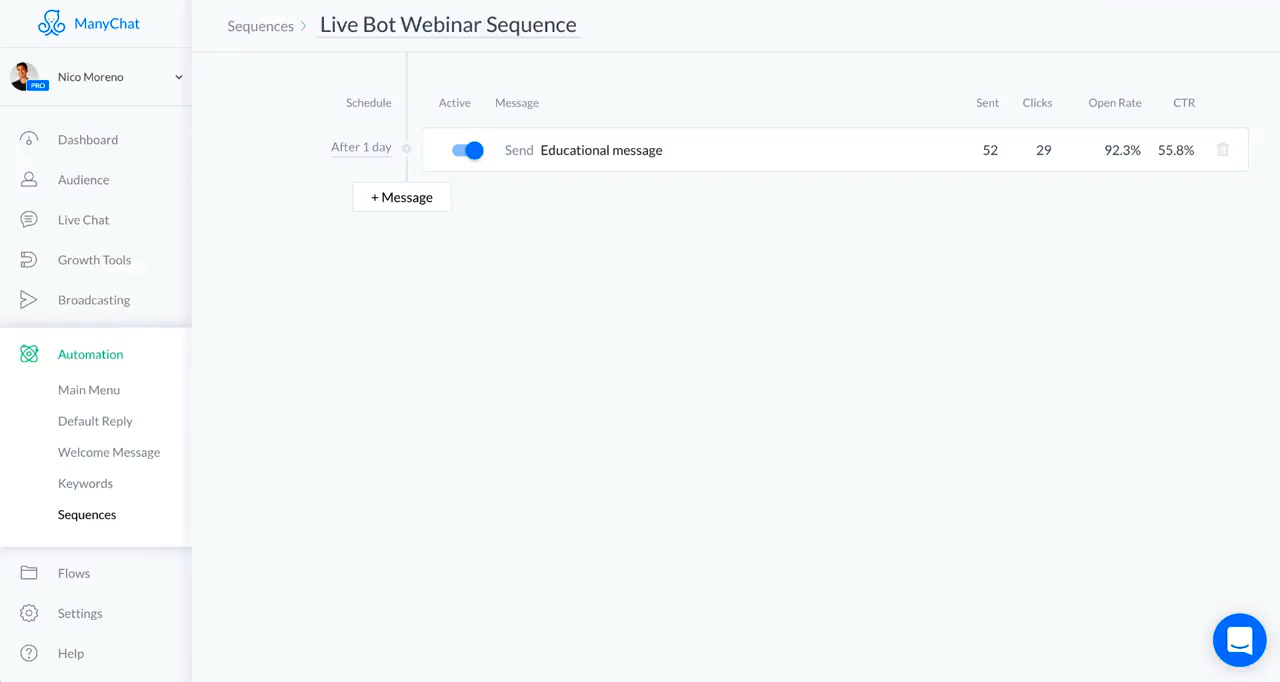 ManyChat
Sequences > Live Bot Webinar Sequence
PRO
Nico Moreno
Schedule Active Message Sent Clicks Open Rate CTR
After 1 day Send Educational message 52 29 92.3% 55.8%
+ Message
Dashboard
Audience
Live Chat
Growth Tools
Broadcasting
Automation
Main Menu
Default Reply
Welcome Message
Keywords
Sequences
Flows
Settings
Help